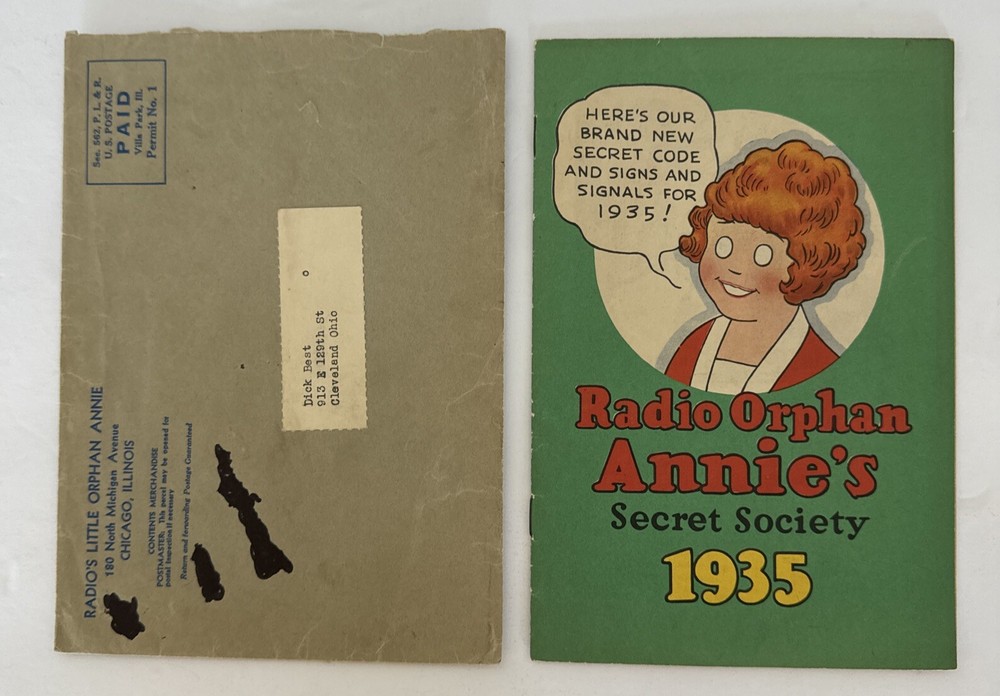 Sec. 562, P. L. & R.
U. S. POSTAGE
PAID
Villa Park, Ill.
Permit No. 1
RADIO'S LITTLE ORPHAN ANNIE
180 North Michigan Avenue
CHICAGO, ILLINOIS
CONTENTS MERCHANDISE
POSTMASTER: This parcel may be opened for
postal inspection if necessary
Return and forwarding Postage Guaranteed
Dick Best
913 E 129th St
Cleveland Ohio
HERE'S OUR
BRAND NEW
SECRET CODE
AND SIGNS AND
SIGNALS FOR
1935!
Radio Orphan
Annie's
Secret Society
1935